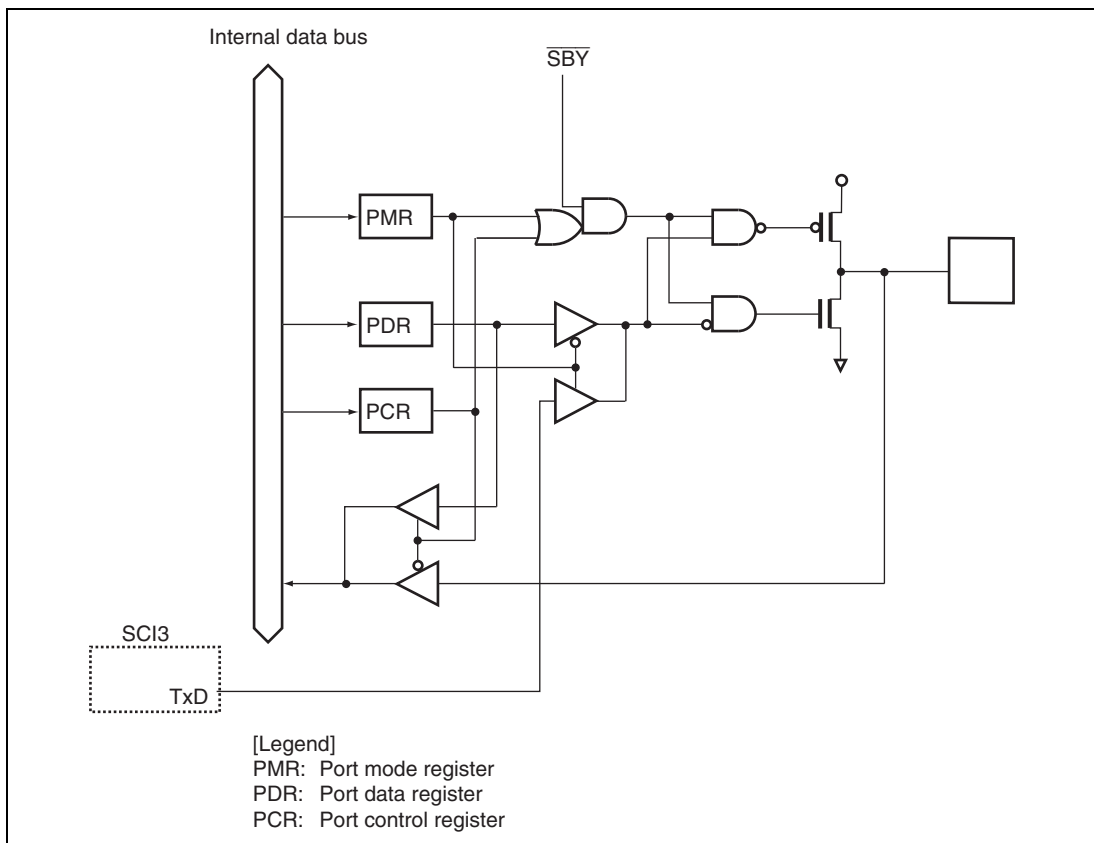 Internal data bus
SBY
PMR
PDR
PCR
SCI3
TxD
[Legend]
PMR: Port mode register
PDR: Port data register
PCR: Port control register